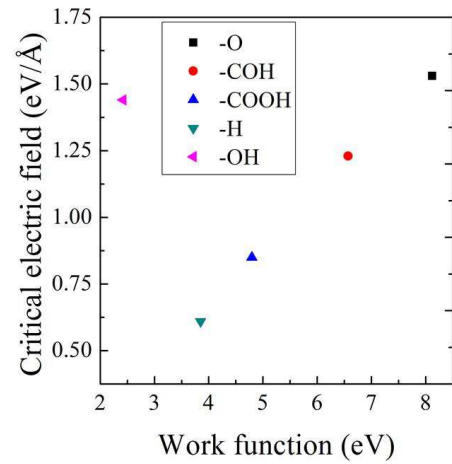 1.75
1.50
1.25
1.00
0.75
0.50
Critical electric field (eV/Å)
-O
-COH
-COOH
-H
-OH
2 3 4 5 6 7 8
Work function (eV)